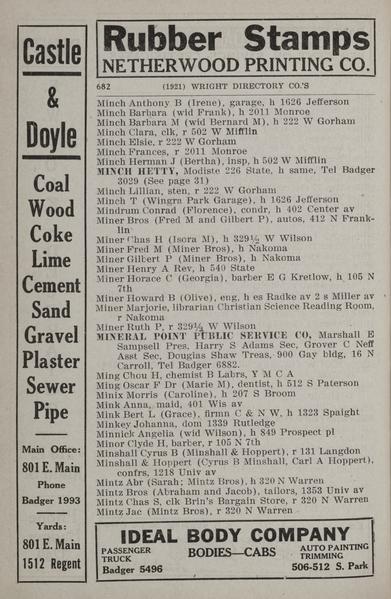 Castle
&
Doyle
Coal
Wood
Coke
Lime
Cement
Sand
Gravel
Plaster
Sewer
Pipe
Main Office:
801 E. Main
Phone
Badger 1993
Yards:
801 E. Main
1512 Regent
Rubber Stamps
NETHERWOOD PRINTING CO.
682 (1921) WRIGHT DIRECTORY CO.'S
Minch Anthony B (Irene), garage, h 1626 Jefferson
Minch Barbara (wid Frank), h 2011 Monroe
Minch Barbara M (wid Bernard M), h 222 W Gorham
Minch Clara, clk, r 502 W Mifflin
Minch Elsie, r 222 W Gorham
Minch Frances, r 2011 Monroe
Minch Herman J (Bertha), insp, h 502 W Mifflin
MINCH HETTY, Modiste 226 State, h same, Tel Badger
3029 (See page 31)
Minch Lillian, sten, r 222 W Gorham
Minch T (Wingra Park Garage), h 1626 Jefferson
Mindrum Conrad (Florence), condr, h 402 Center av
Miner Bros (Fred M and Gilbert P), autos, 412 N Frank-
lin
Miner Chas H (Isora M), h 329½ W Wilson
Miner Fred M (Miner Bros), h Nakoma
Miner Gilbert P (Miner Bros), h Nakoma
Miner Henry A Rev, h 540 State
Miner Horace C (Georgia), barber E G Kretlow, h 105 N
7th
Miner Howard B (Olive), eng, h es Radke av 2 s Miller av
Miner Marjorie, librarian Christian Science Reading Room,
r Nakoma
Miner Ruth P, r 329½ W Wilson
MINERAL POINT PUBLIC SERVICE CO, Marshall E
Sampsell Pres, Harry S Adams Sec, Grover C Neff
Asst Sec, Douglas Shaw Treas, 900 Gay bldg, 16 N
Carroll, Tel Badger 6882.
Ming Chou H, chemist B Labrs, Y M C A
Ming Oscar F Dr (Marie M), dentist, h 512 S Paterson
Minix Morris (Caroline), h 207 S Broom
Mink Anna, maid, 401 Wis av
Mink Bert L (Grace), firmn C & N W, h 1323 Spaight
Minkey Johanna, dom 1339 Rutledge
Minnick Angelia (wid Wilson), h 849 Prospect pl
Minor Clyde H, barber, r 105 N 7th
Minshall Cyrus B (Minshall & Hoppert), r 131 Langdon
Minshall & Hoppert (Cyrus B Minshall, Carl A Hoppert),
confrs, 1218 Univ av
Mintz Abr (Sarah; Mintz Bros), h 320 N Warren
Mintz Bros (Abraham and Jacob), tailors, 1353 Univ av
Mintz Chas S, clk Brin's Bargain Store, r 320 N Warren
Mintz Jac (Mintz Bros), r 320 N Warren
IDEAL BODY COMPANY
PASSENGER
TRUCK
Badger 5496
BODIES—CABS
AUTO PAINTING
TRIMMING
506-512 S. Park